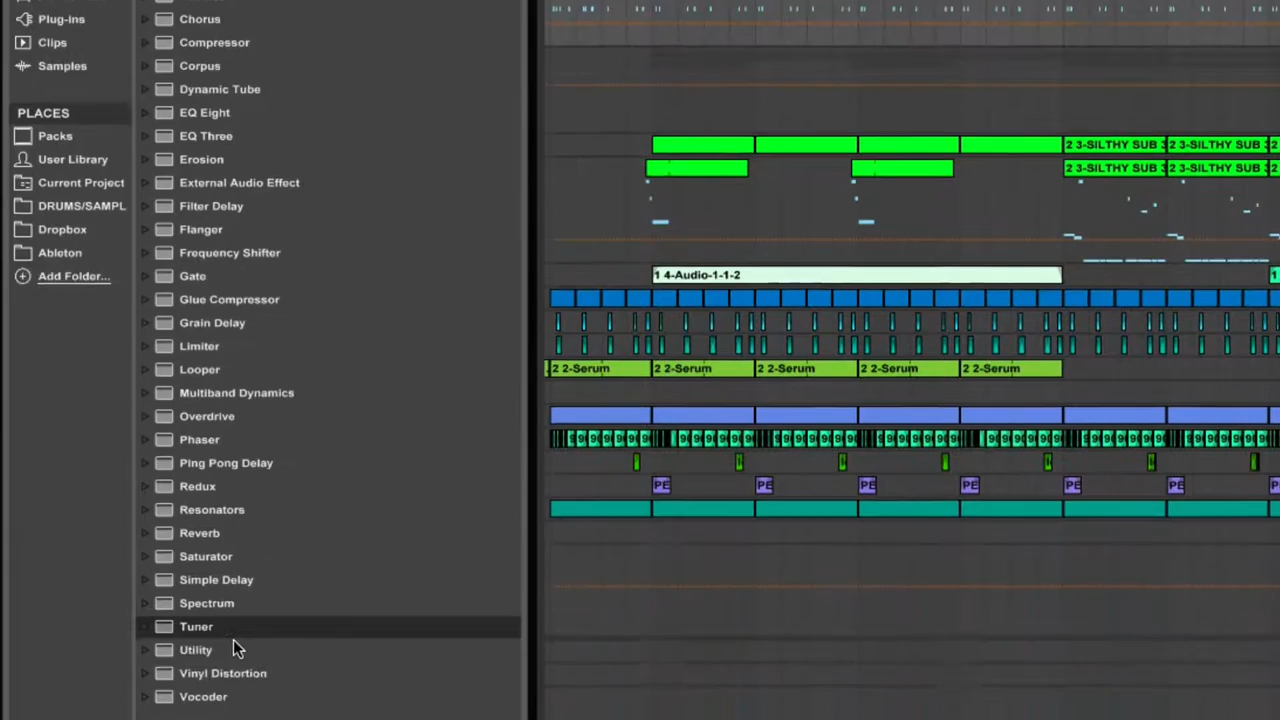 Plug-ins
Clips
Samples
PLACES
Packs
User Library
Current Project
DRUMS/SAMPL
Dropbox
Ableton
Add Folder...
Chorus
Compressor
Corpus
Dynamic Tube
EQ Eight
EQ Three
Erosion
External Audio Effect
Filter Delay
Flanger
Frequency Shifter
Gate
Glue Compressor
Grain Delay
Limiter
Looper
Multiband Dynamics
Overdrive
Phaser
Ping Pong Delay
Redux
Resonators
Reverb
Saturator
Simple Delay
Spectrum
Tuner
Utility
Vinyl Distortion
Vocoder
2 3-SILTHY SUB 2 3-SILTHY SUB 2
2 3-SILTHY SUB 2 3-SILTHY SUB 2
1 4-Audio-1-1-2 1
2 2-Serum 2 2-Serum 2 2-Serum 2 2-Serum 2 2-Serum
PE PE PE PE PE PE